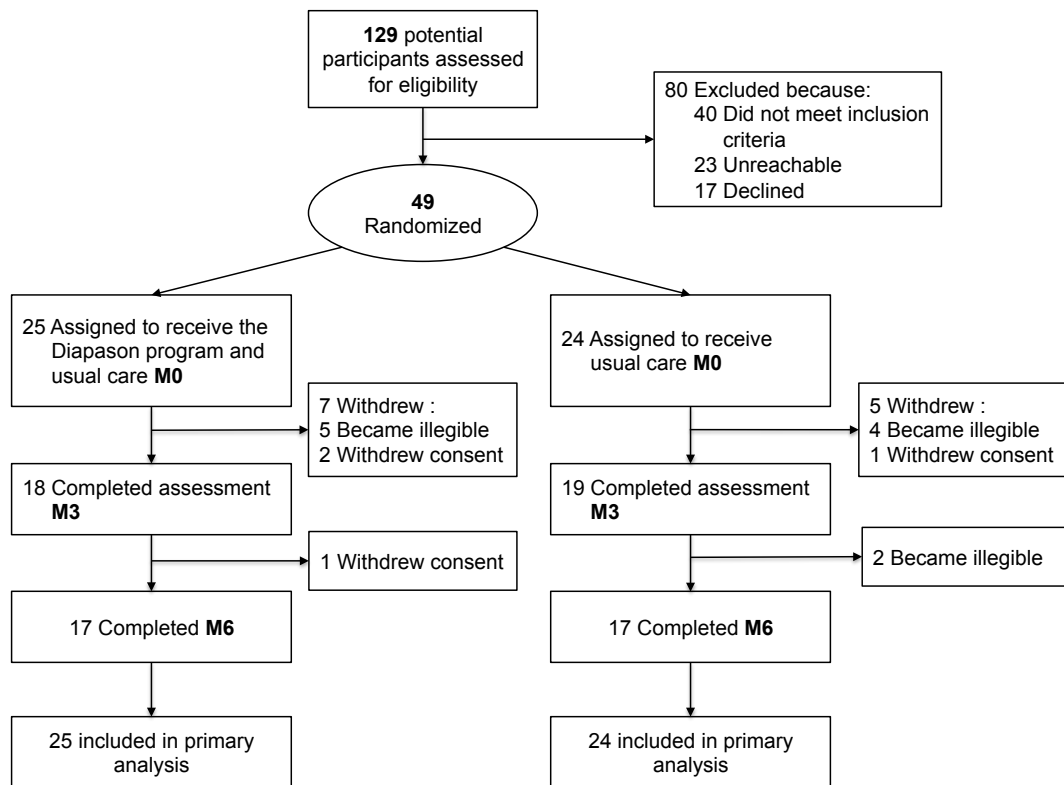 129 potential
participants assessed
for eligibility
80 Excluded because:
40 Did not meet inclusion
criteria
23 Unreachable
17 Declined
49
Randomized
25 Assigned to receive the
Diapason program and
usual care M0
24 Assigned to receive
usual care M0
7 Withdrew :
5 Became illegible
2 Withdrew consent
5 Withdrew :
4 Became illegible
1 Withdrew consent
18 Completed assessment
M3
19 Completed assessment
M3
1 Withdrew consent
2 Became illegible
17 Completed M6
17 Completed M6
25 included in primary
analysis
24 included in primary
analysis